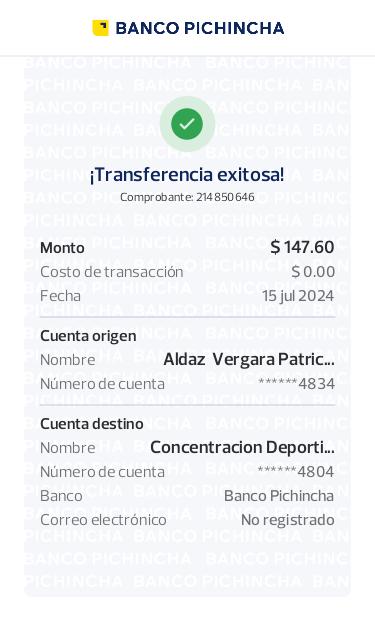 BANCO PICHINCHA
¡Transferencia exitosa!
Comprobante: 214850646
Monto $ 147.60
Costo de transacción $ 0.00
Fecha 15 jul 2024
Cuenta origen
Nombre Aldaz Vergara Patric...
Número de cuenta ******4834
Cuenta destino
Nombre Concentracion Deporti...
Número de cuenta ******4804
Banco Banco Pichincha
Correo electrónico No registrado